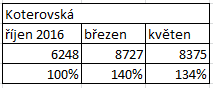 Koterovská
říjen 2016 březen květen
6248 8727 8375
100% 140% 134%